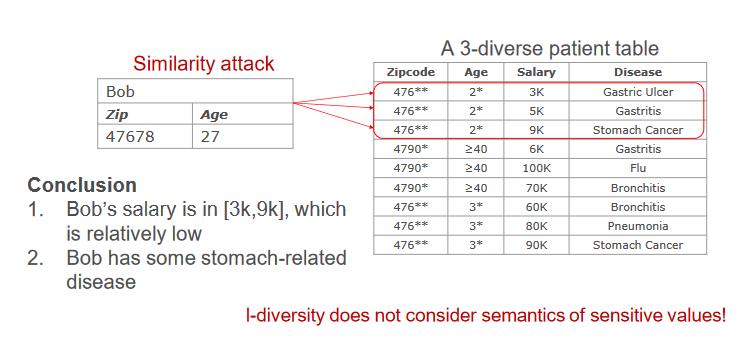 Similarity attack
Bob
Zip Age
47678 27
A 3-diverse patient table
Zipcode Age Salary Disease
476** 2* 3K Gastric Ulcer
476** 2* 5K Gastritis
476** 2* 9K Stomach Cancer
4790* ≥40 6K Gastritis
4790* ≥40 100K Flu
4790* ≥40 70K Bronchitis
476** 3* 60K Bronchitis
476** 3* 80K Pneumonia
476** 3* 90K Stomach Cancer
Conclusion
1. Bob's salary is in [3k,9k], which
is relatively low
2. Bob has some stomach-related
disease
l-diversity does not consider semantics of sensitive values!